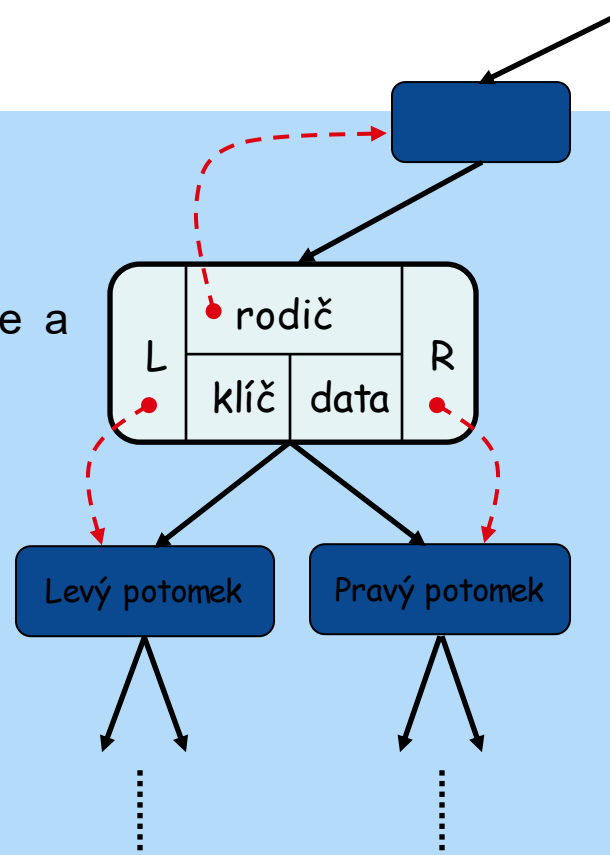 e a
rodič
L
R
klíč
data
Levý potomek
Pravý potomek